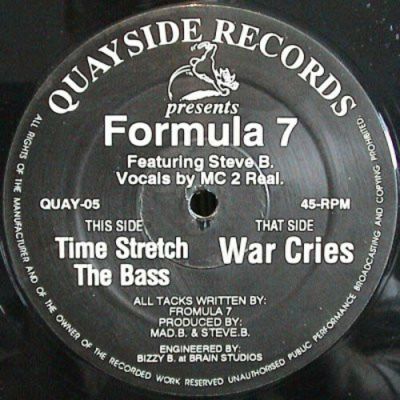 QUAYSIDE RECORDS
presents
Formula 7
Featuring Steve B.
Vocals by MC 2 Real.
QUAY-05
45-RPM
THIS SIDE
Time Stretch
The Bass
THAT SIDE
War Cries
ALL TACKS WRITTEN BY:
FROMULA 7
PRODUCED BY:
MAD.B. & STEVE.B.
ENGINEERED BY:
BIZZY B. at BRAIN STUDIOS
ALL RIGHTS OF THE MANUFACTURER AND OF THE OWNER OF THE RECORDED WORK RESERVED UNAUTHORISED PUBLIC PERFORMANCE BROADCASTING AND COPYING PROHIBITED